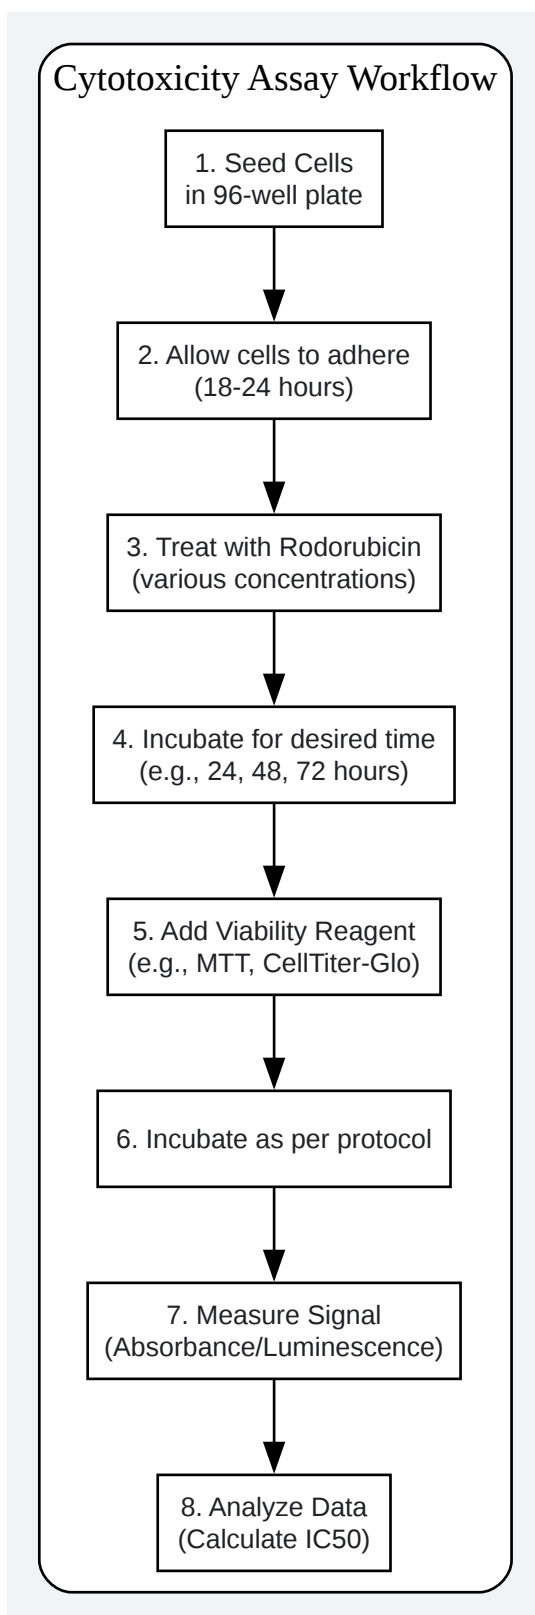 Cytotoxicity Assay Workflow
1. Seed Cells
in 96-well plate
2. Allow cells to adhere
(18-24 hours)
3. Treat with Rodorubicin
(various concentrations)
4. Incubate for desired time
(e.g., 24, 48, 72 hours)
5. Add Viability Reagent
(e.g., MTT, CellTiter-Glo)
6. Incubate as per protocol
7. Measure Signal
(Absorbance/Luminescence)
8. Analyze Data
(Calculate IC50)